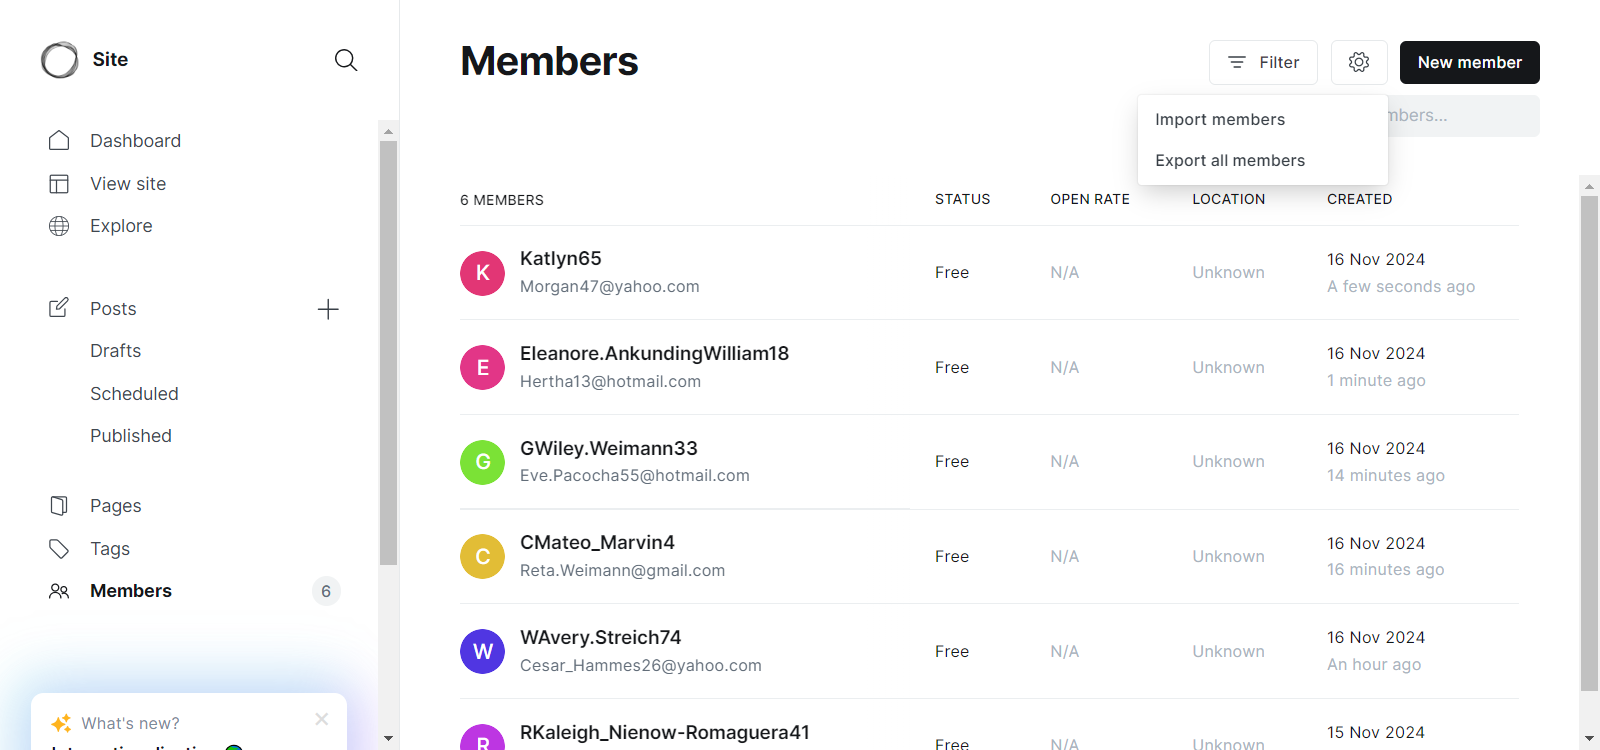 Site
Dashboard
View site
Explore
Posts
Drafts
Scheduled
Published
Pages
Tags
Members
6
What's new?
Members
Filter
New member
Import members
Export all members
6 MEMBERS
STATUS
OPEN RATE
LOCATION
CREATED
K
Katlyn65
Morgan47@yahoo.com
Free
N/A
Unknown
16 Nov 2024
A few seconds ago
E
Eleanore.AnkundingWilliam18
Hertha13@hotmail.com
Free
N/A
Unknown
16 Nov 2024
1 minute ago
G
GWiley.Weimann33
Eve.Pacocha55@hotmail.com
Free
N/A
Unknown
16 Nov 2024
14 minutes ago
C
CMateo_Marvin4
Reta.Weimann@gmail.com
Free
N/A
Unknown
16 Nov 2024
16 minutes ago
W
WAvery.Streich74
Cesar_Hammes26@yahoo.com
Free
N/A
Unknown
16 Nov 2024
An hour ago
R
RKaleigh_Nienow-Romaguera41
Free
N/A
Unknown
15 Nov 2024